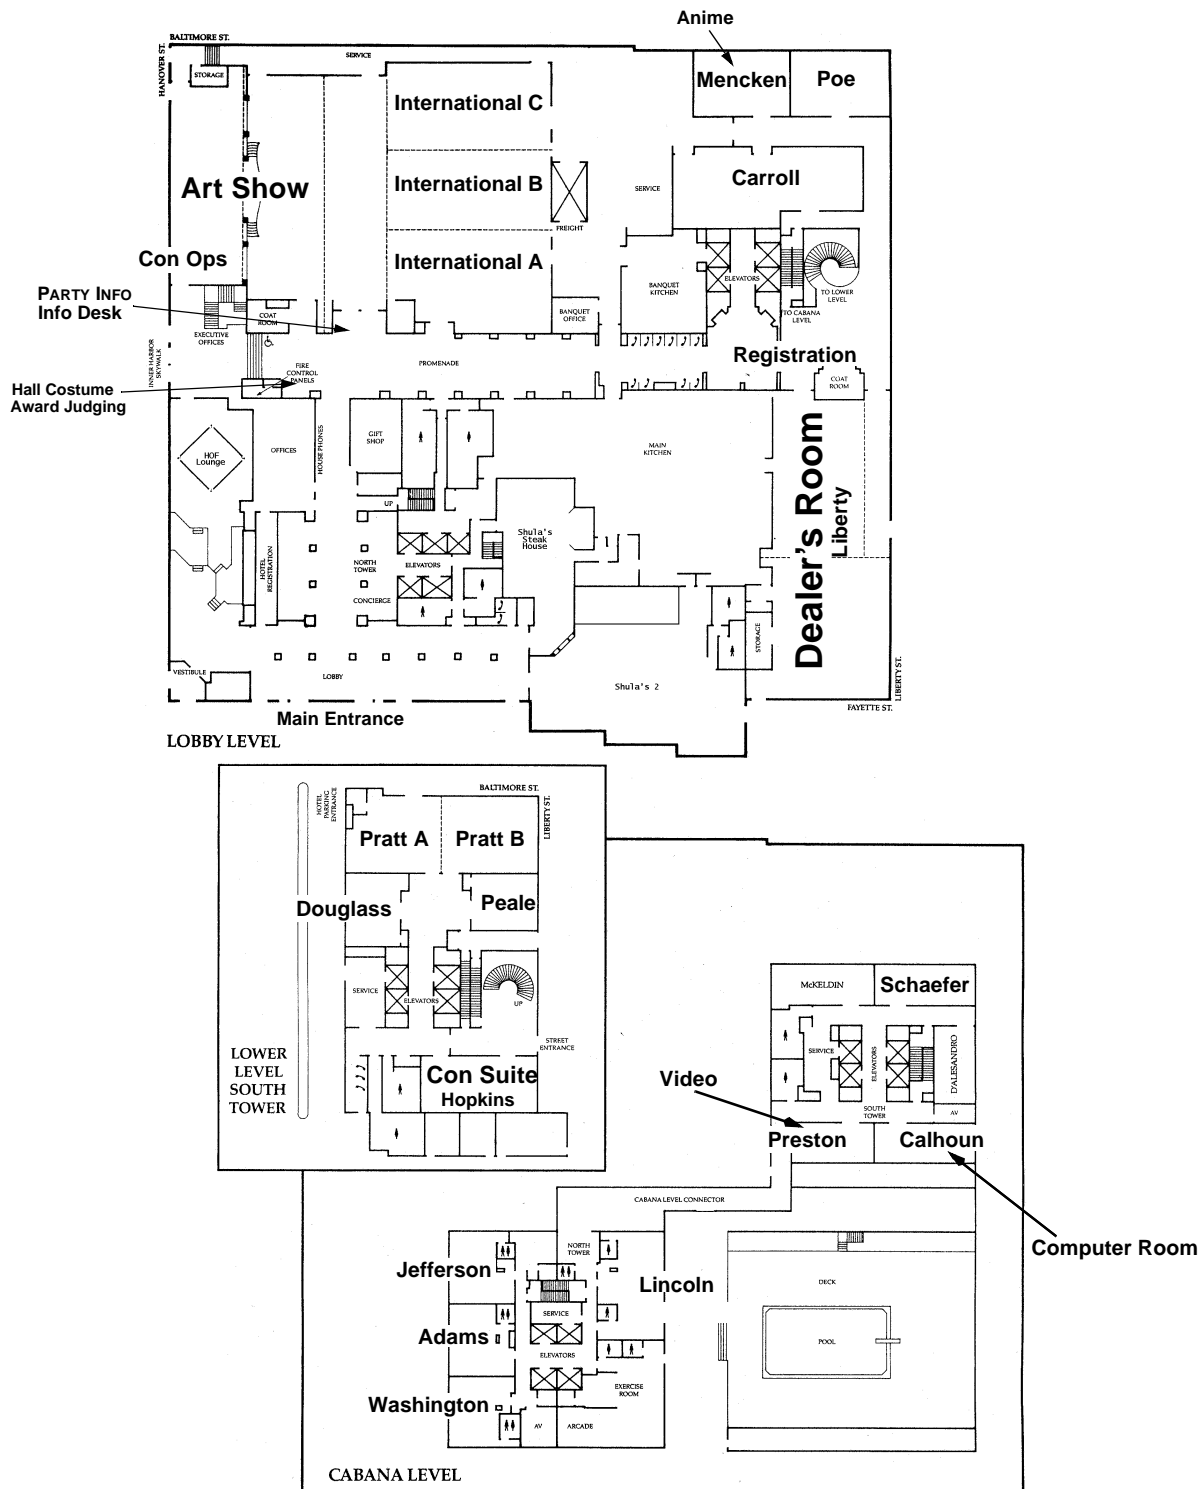 Anime
BALTIMORE ST.
HANOVER ST.
SERVICE
STORAGE
Mencken
Poe
International C
Art Show
International B
SERVICE
Carroll
FREIGHT
Con Ops
International A
BANQUET
KITCHEN
ELEVATORS
TO LOWER
LEVEL
PARTY INFO
Info Desk
COAT
ROOM
BANQUET
OFFICE
TO CABANA
LEVEL
EXECUTIVE
OFFICES
INNER HARBOR
SKYWALK
FIRE
CONTROL
PANELS
PROMENADE
Registration
COAT
ROOM
Hall Costume
Award Judging
HOF
Lounge
OFFICES
HOUSE PHONES
GIFT
SHOP
MAIN
KITCHEN
Dealer's Room
Liberty
UP
Shula's
Steak
House
HOTEL
REGISTRATION
NORTH
TOWER
ELEVATORS
CONCIERGE
STORAGE
VESTIBULE
LOBBY
Shula's 2
LIBERTY ST.
FAYETTE ST.
Main Entrance
LOBBY LEVEL
HOTEL
PARKING
ENTRANCE
BALTIMORE ST.
LIBERTY ST.
Pratt A
Pratt B
Douglass
Peale
SERVICE
ELEVATORS
UP
STREET
ENTRANCE
LOWER
LEVEL
SOUTH
TOWER
Con Suite
Hopkins
McKELDIN
Schaefer
SERVICE
ELEVATORS
D'ALESANDRO
Video
SOUTH
TOWER
AV
Preston
Calhoun
CABANA LEVEL CONNECTOR
Computer Room
NORTH
TOWER
Jefferson
Lincoln
DECK
SERVICE
Adams
POOL
ELEVATORS
EXERCISE
ROOM
Washington
AV
ARCADE
CABANA LEVEL